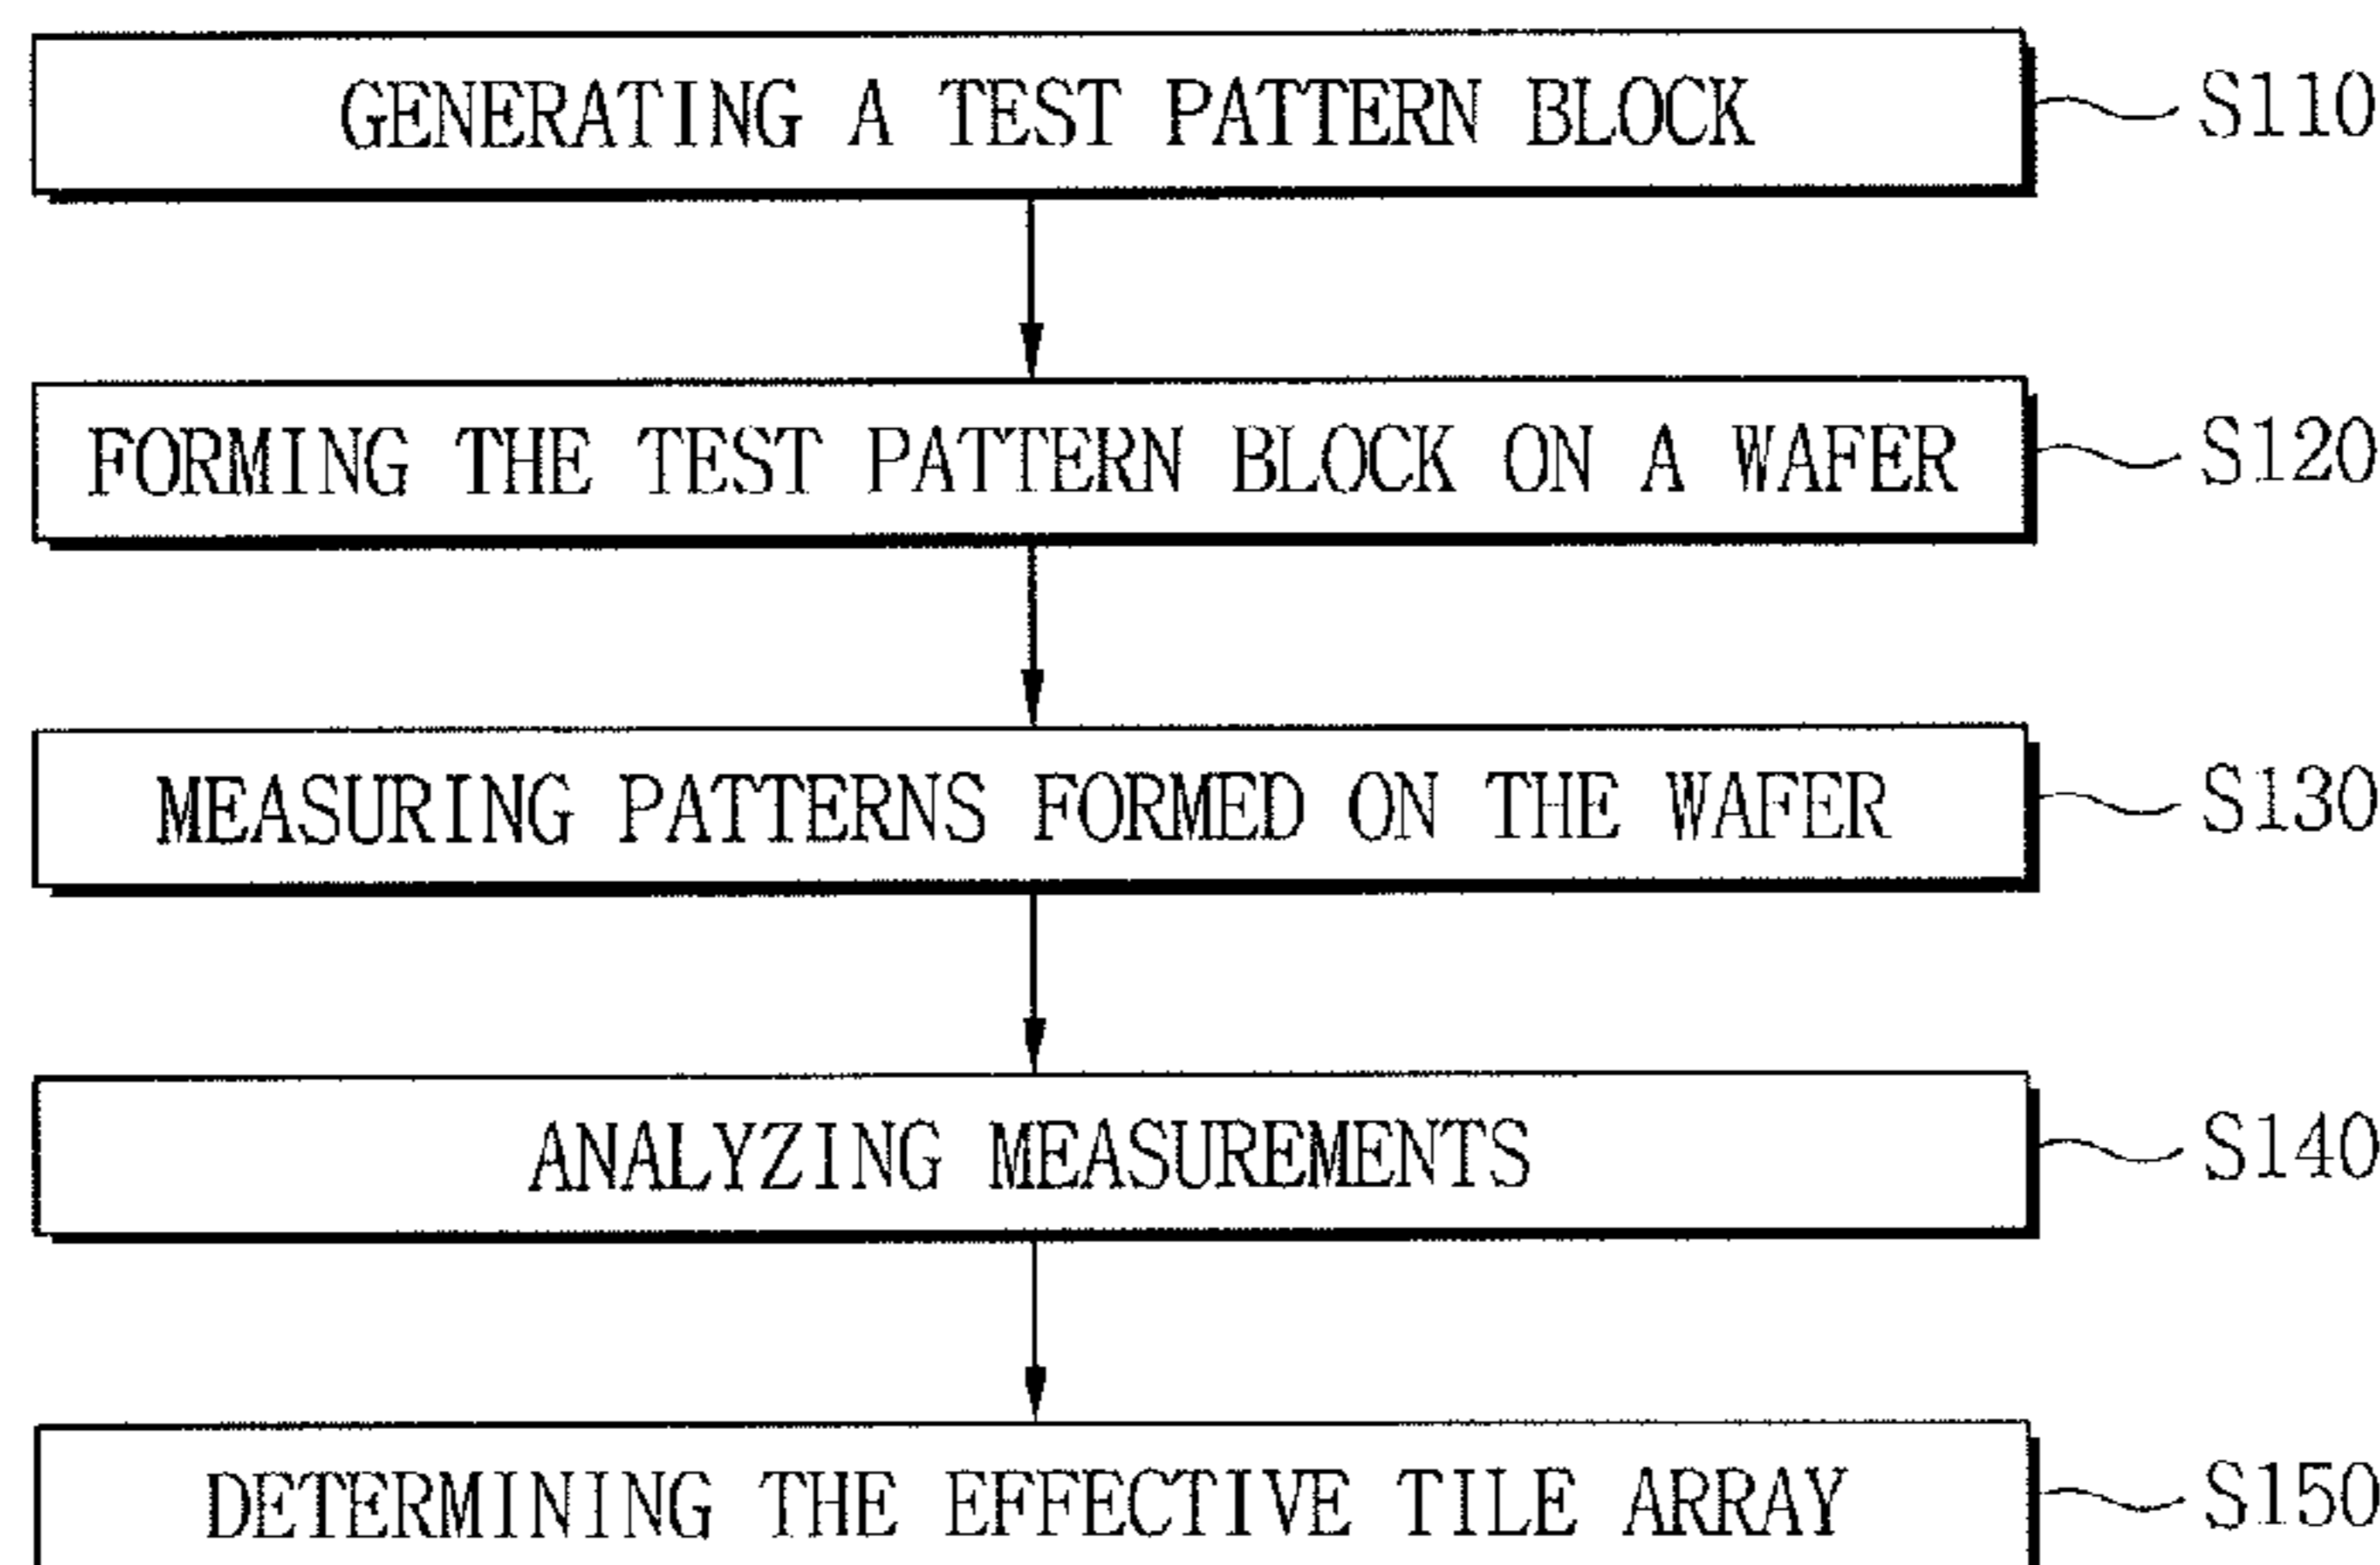 GENERATING A TEST PATTERN BLOCK S110
FORMING THE TEST PATTERN BLOCK ON A WAFER S120
MEASURING PATTERNS FORMED ON THE WAFER S130
ANALYZING MEASUREMENTS S140
DETERMINING THE EFFECTIVE TILE ARRAY S150